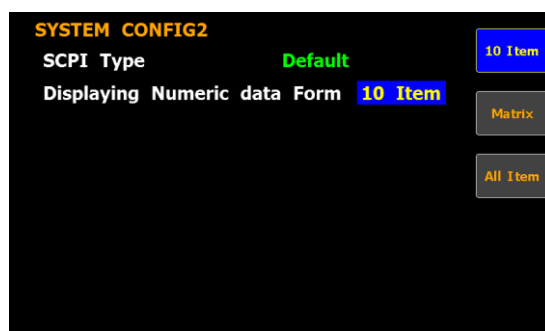 SYSTEM CONFIG2
SCPI Type Default
Displaying Numeric data Form 10 Item
10 Item
Matrix
All Item